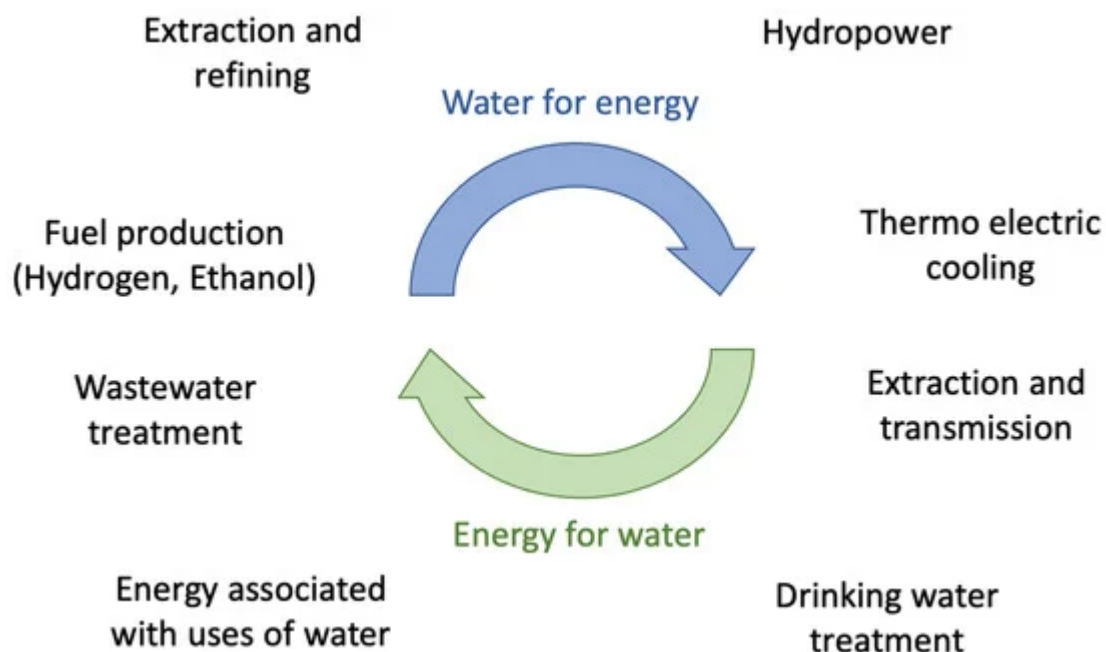 Extraction and
refining
Hydropower
Water for energy
Fuel production
(Hydrogen, Ethanol)
Thermo electric
cooling
Wastewater
treatment
Extraction and
transmission
Energy for water
Energy associated
with uses of water
Drinking water
treatment